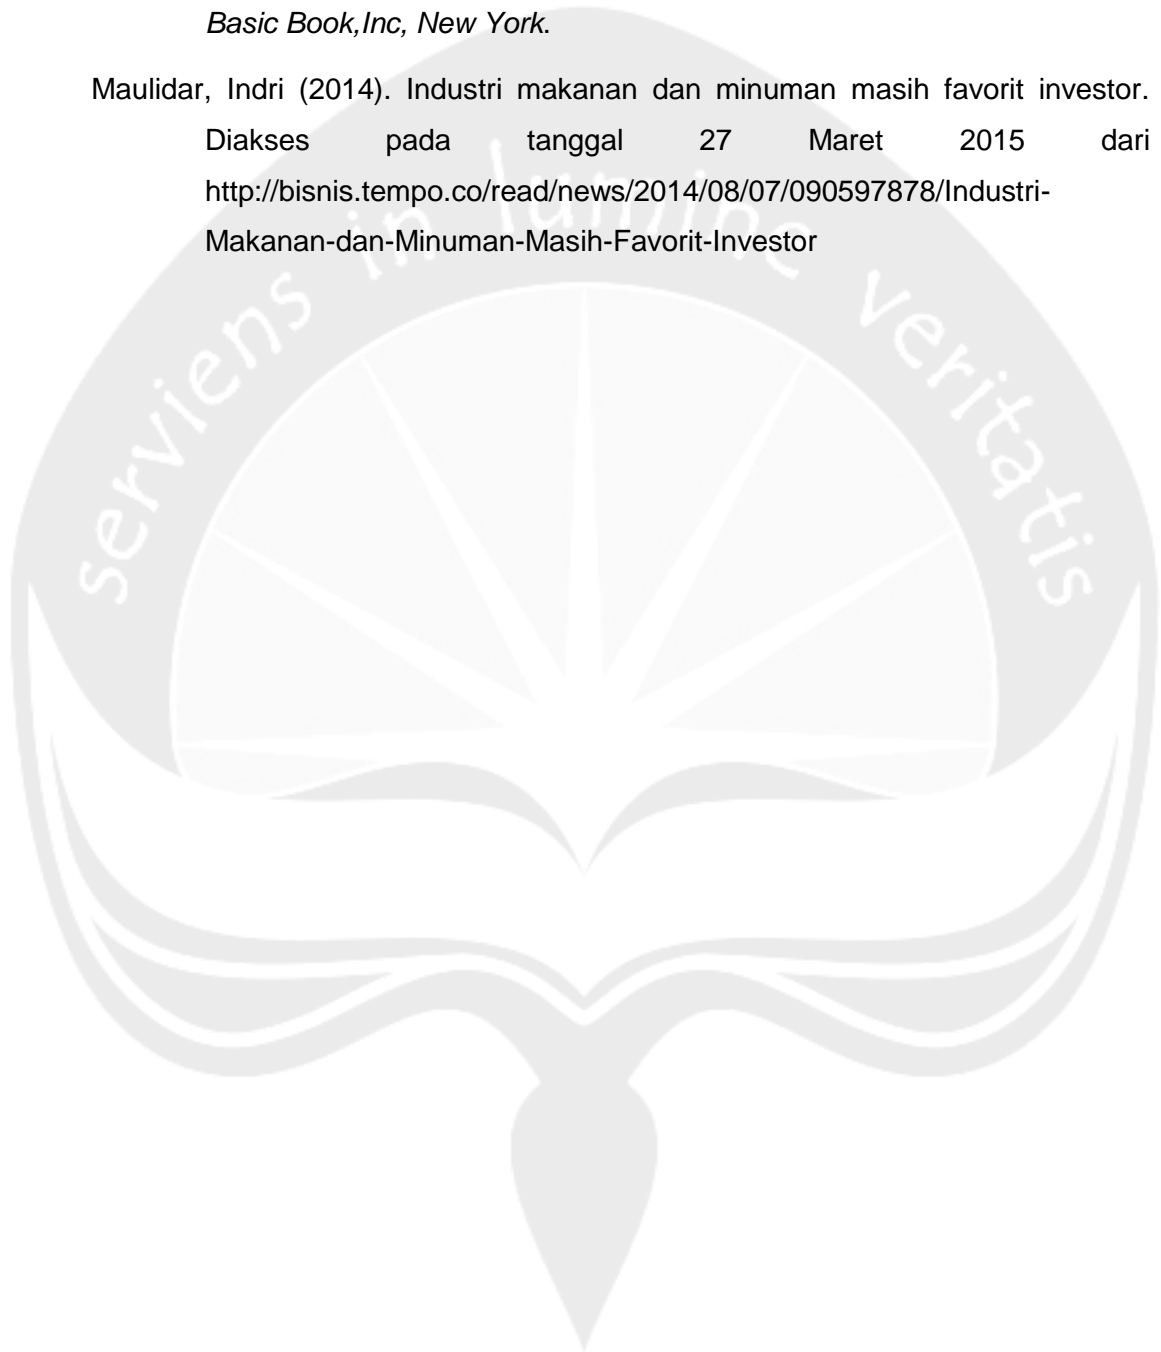 Basic Book,Inc, New York.
Maulidar, Indri (2014). Industri makanan dan minuman masih favorit investor.
Diakses pada tanggal 27 Maret 2015 dari
http://bisnis.tempo.co/read/news/2014/08/07/090597878/Industri-
Makanan-dan-Minuman-Masih-Favorit-Investor
serviens in lumine veritatis